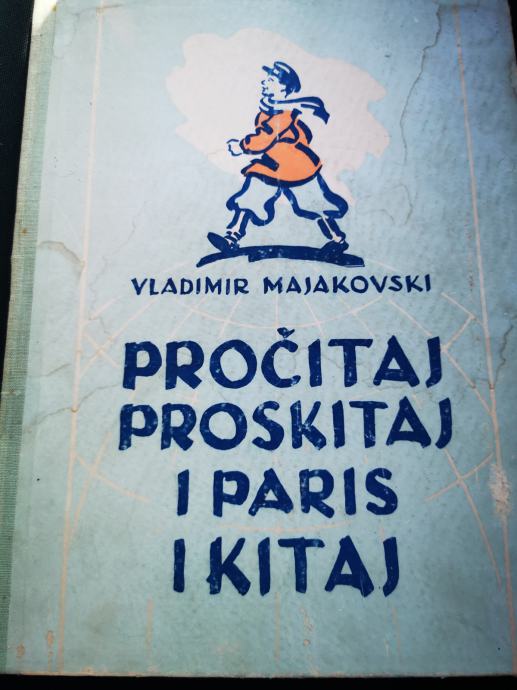 VLADIMIR MAJAKOVSKI
PROČITAJ
PROSKITAJ
I PARIS
I KITAJ